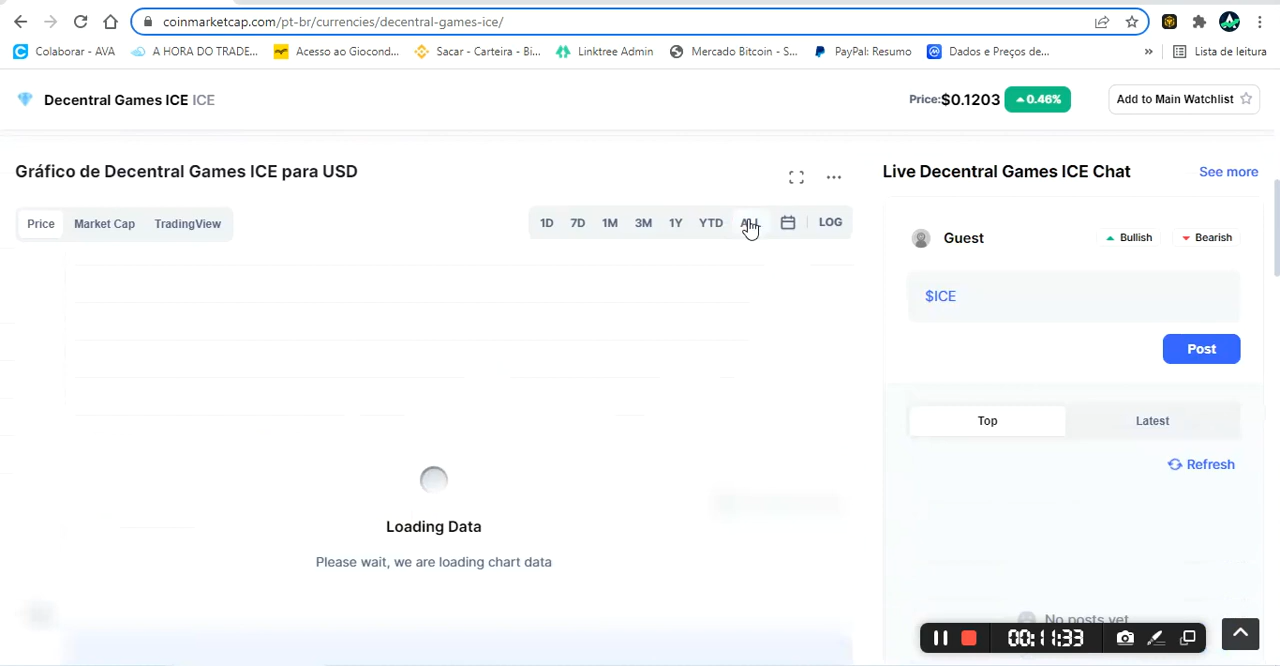 coinmarketcap.com/pt-br/currencies/decentral-games-ice/
Colaborar - AVA
A HORA DO TRADE...
Acesso ao Giocond...
Sacar - Carteira - Bi...
Linktree Admin
Mercado Bitcoin - S...
PayPal: Resumo
Dados e Preços de...
»
Lista de leitura
Decentral Games ICE ICE
Price:$0.1203
0.46%
Add to Main Watchlist
Gráfico de Decentral Games ICE para USD
Live Decentral Games ICE Chat
See more
Price
Market Cap
TradingView
1D
7D
1M
3M
1Y
YTD
LOG
Guest
Bullish
Bearish
$ICE
Post
Top
Latest
Refresh
Loading Data
Please wait, we are loading chart data
No posts yet
00:11:33